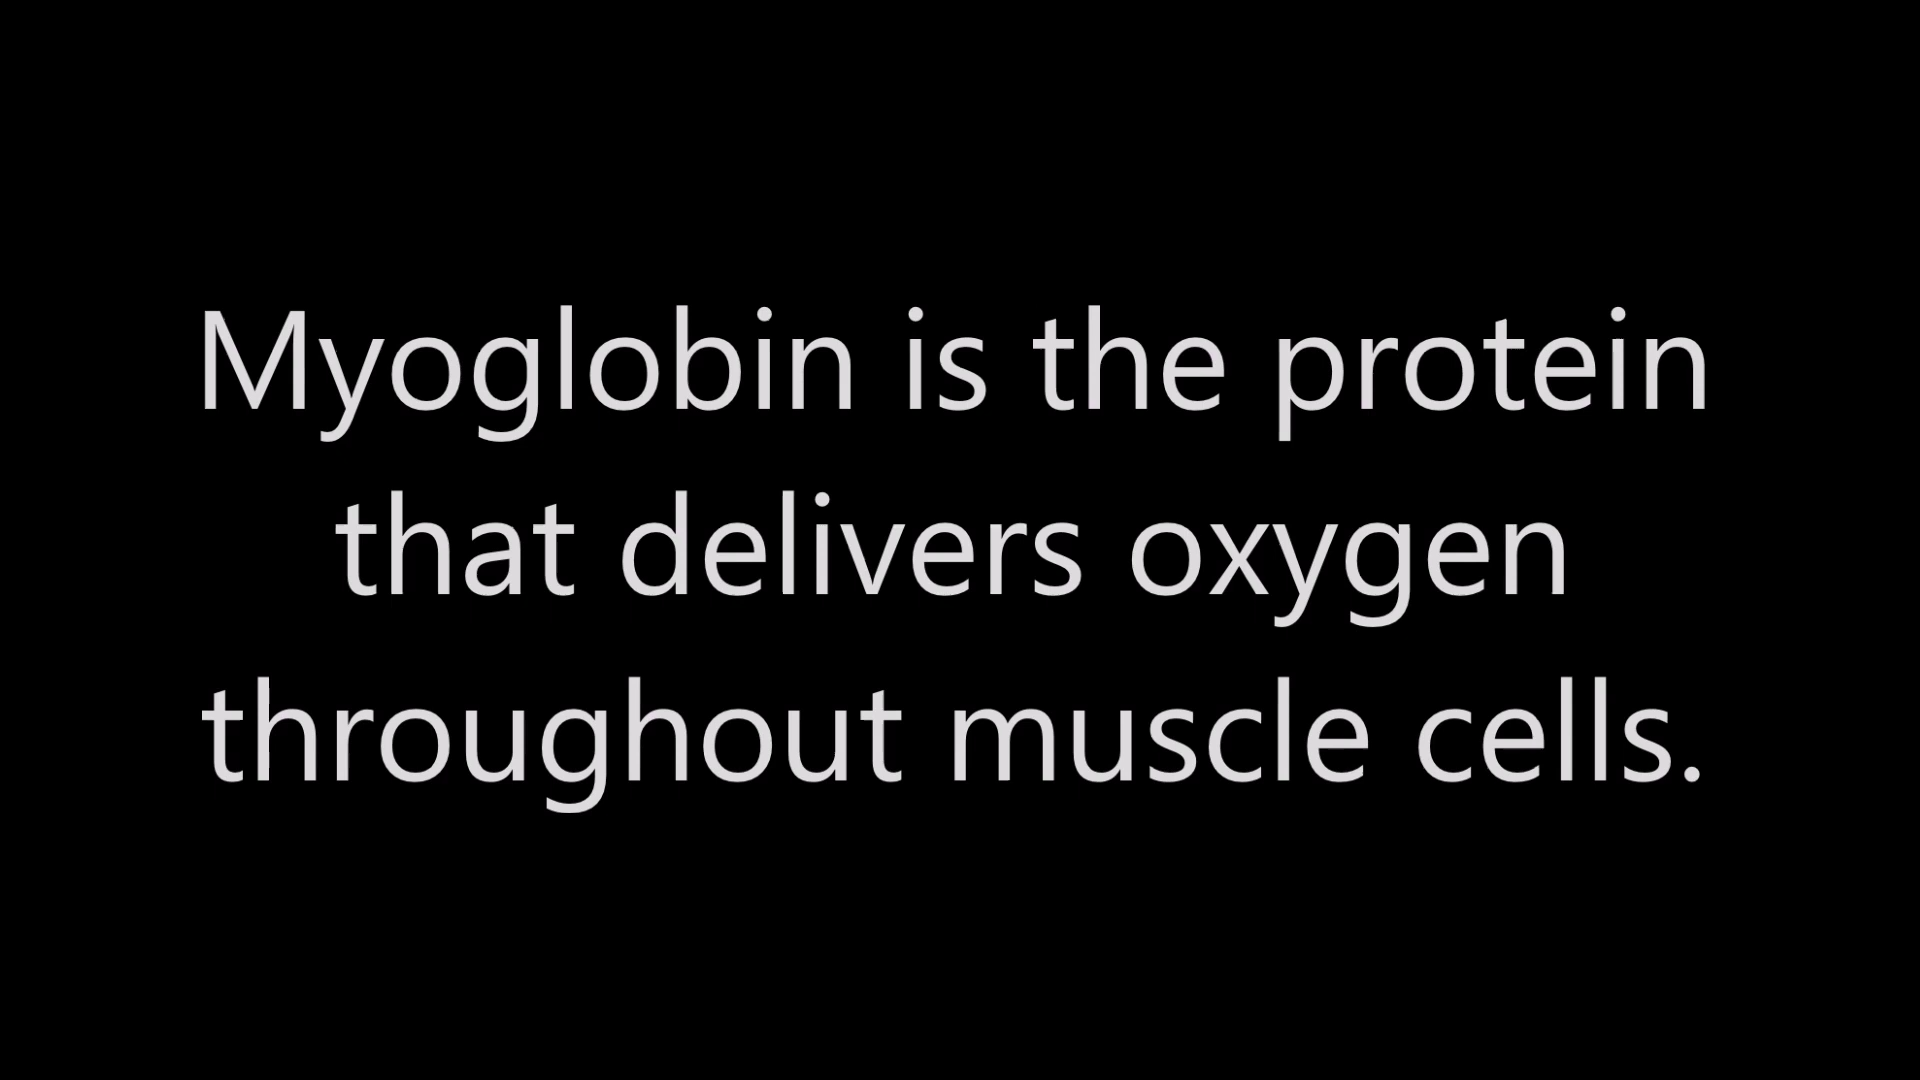 Myoglobin is the protein
that delivers oxygen
throughout muscle cells.